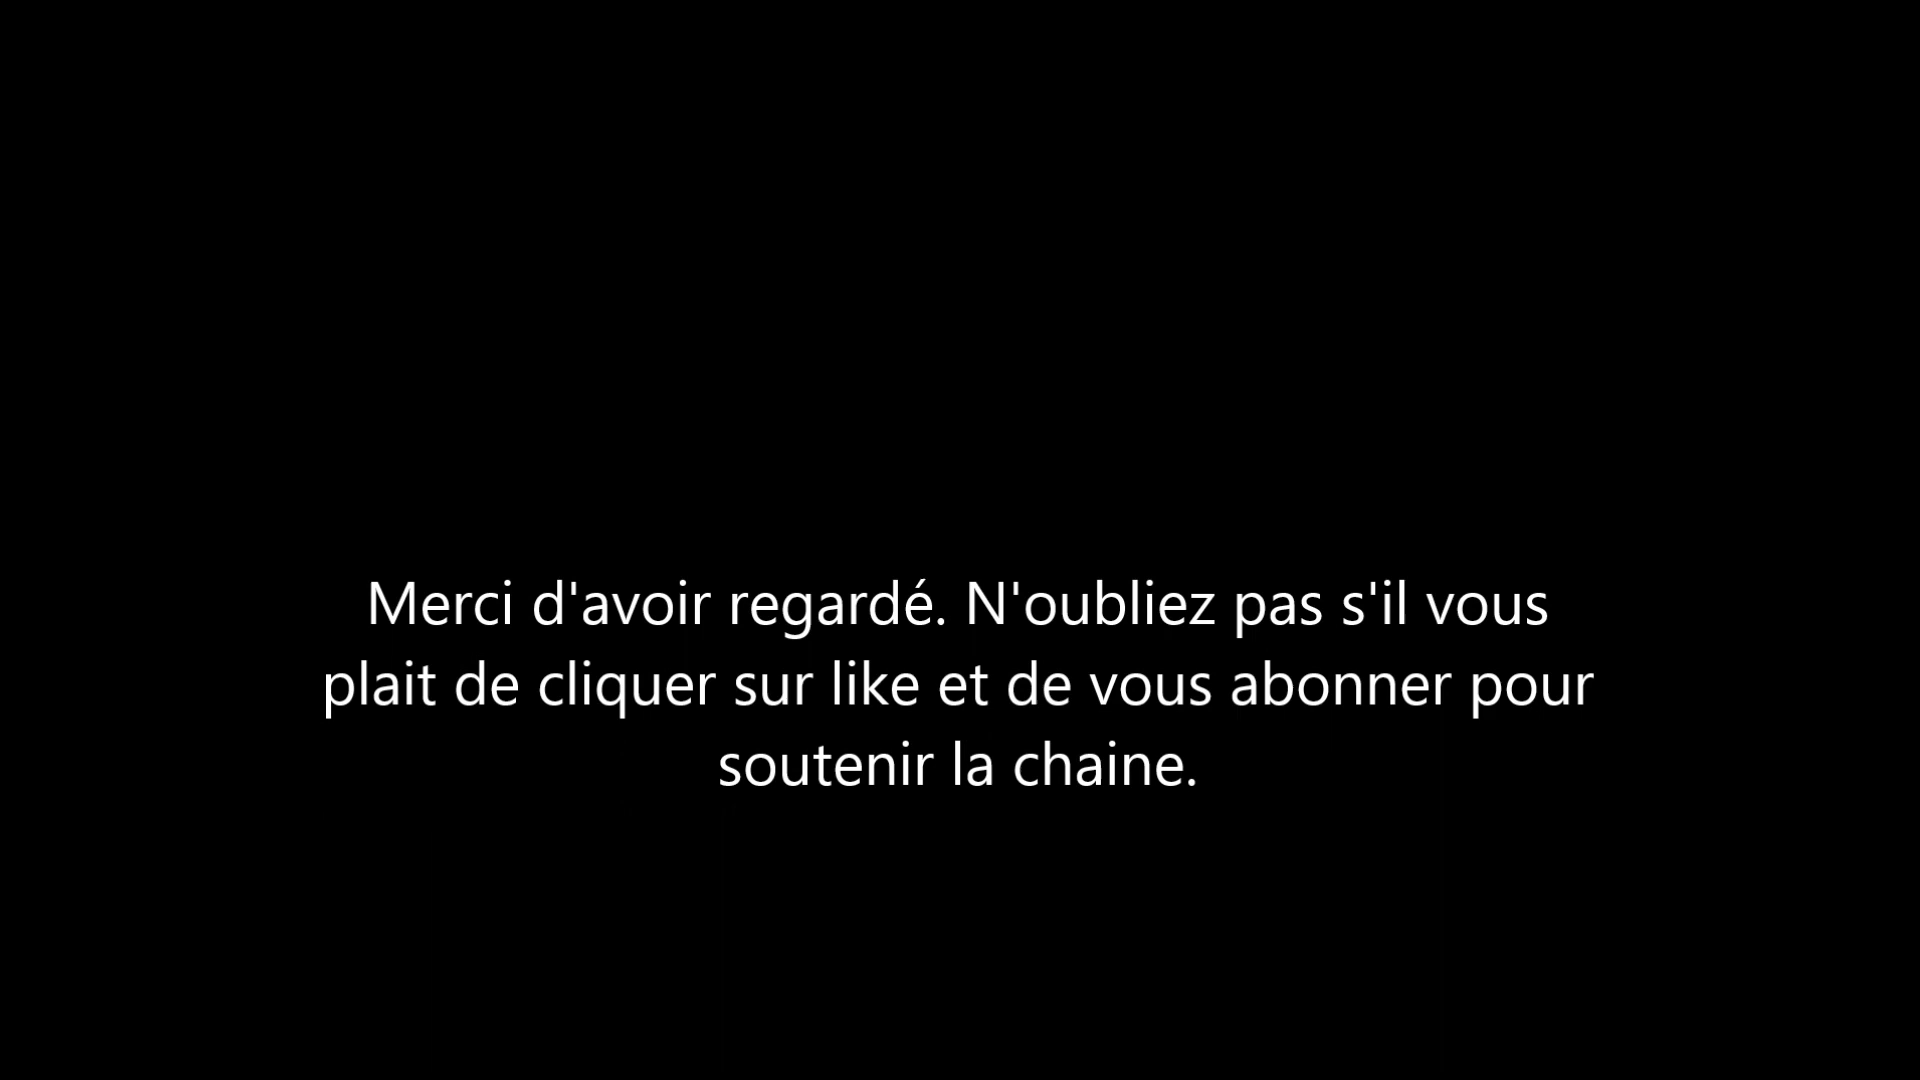 Merci d'avoir regardé. N'oubliez pas s'il vous
plait de cliquer sur like et de vous abonner pour
soutenir la chaine.